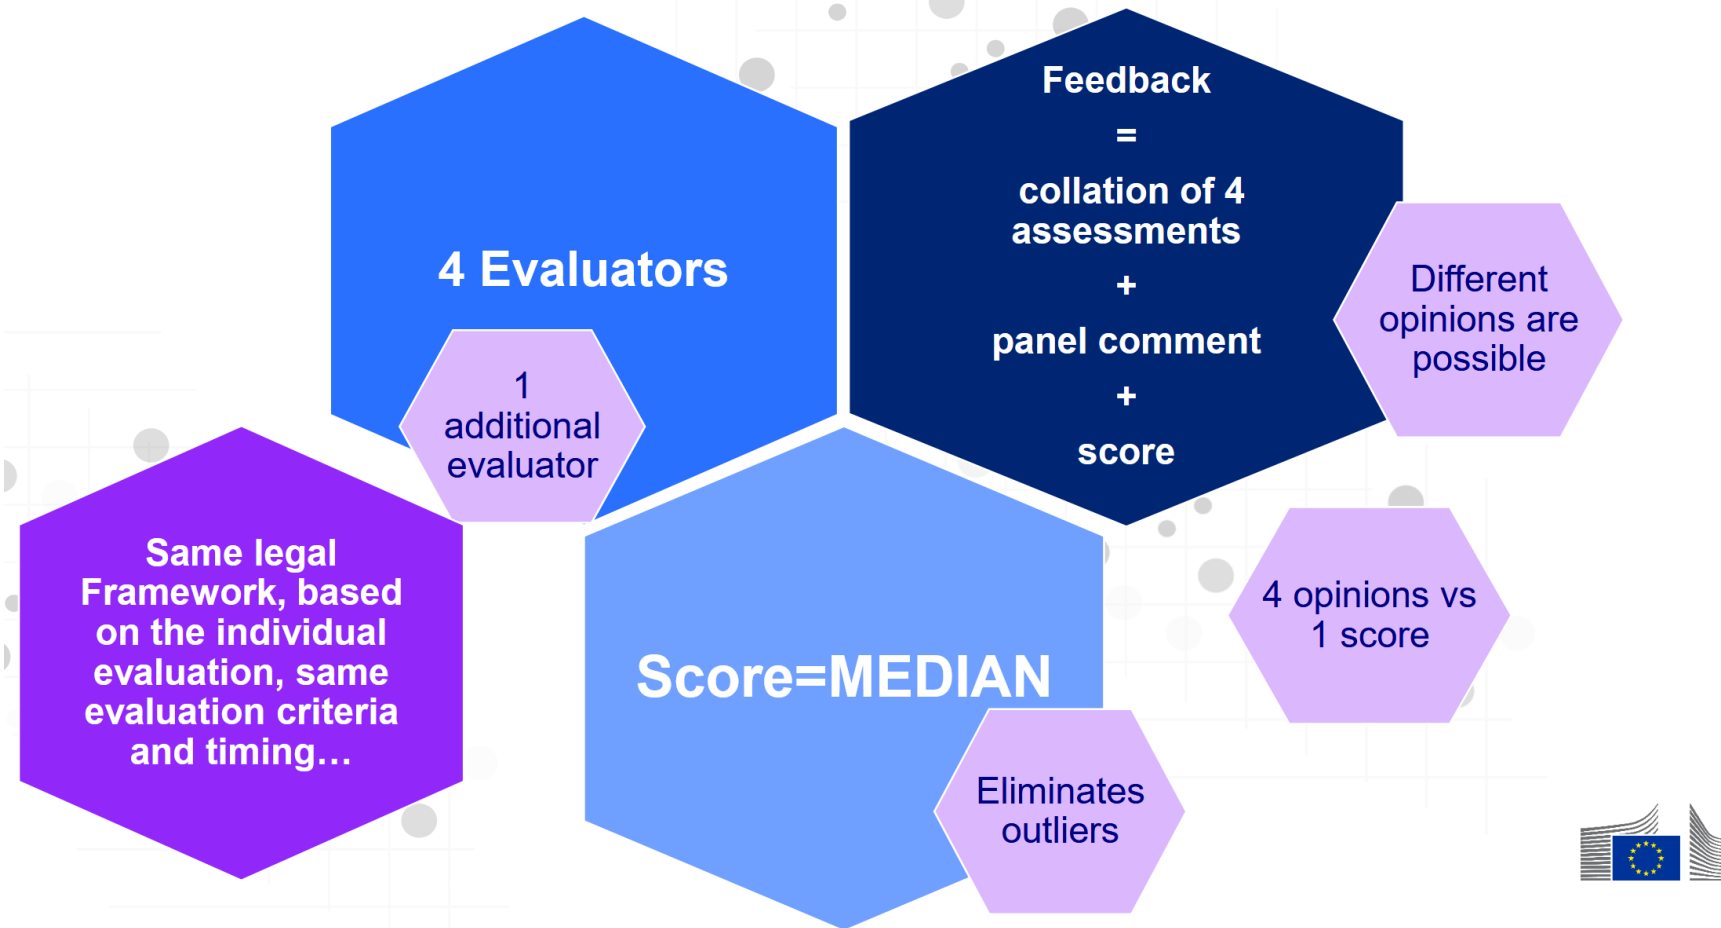 4 Evaluators
1
additional
evaluator
Feedback
=
collation of 4
assessments
+
panel comment
+
score
Different
opinions are
possible
Same legal
Framework, based
on the individual
evaluation, same
evaluation criteria
and timing…
Score=MEDIAN
Eliminates
outliers
4 opinions vs
1 score